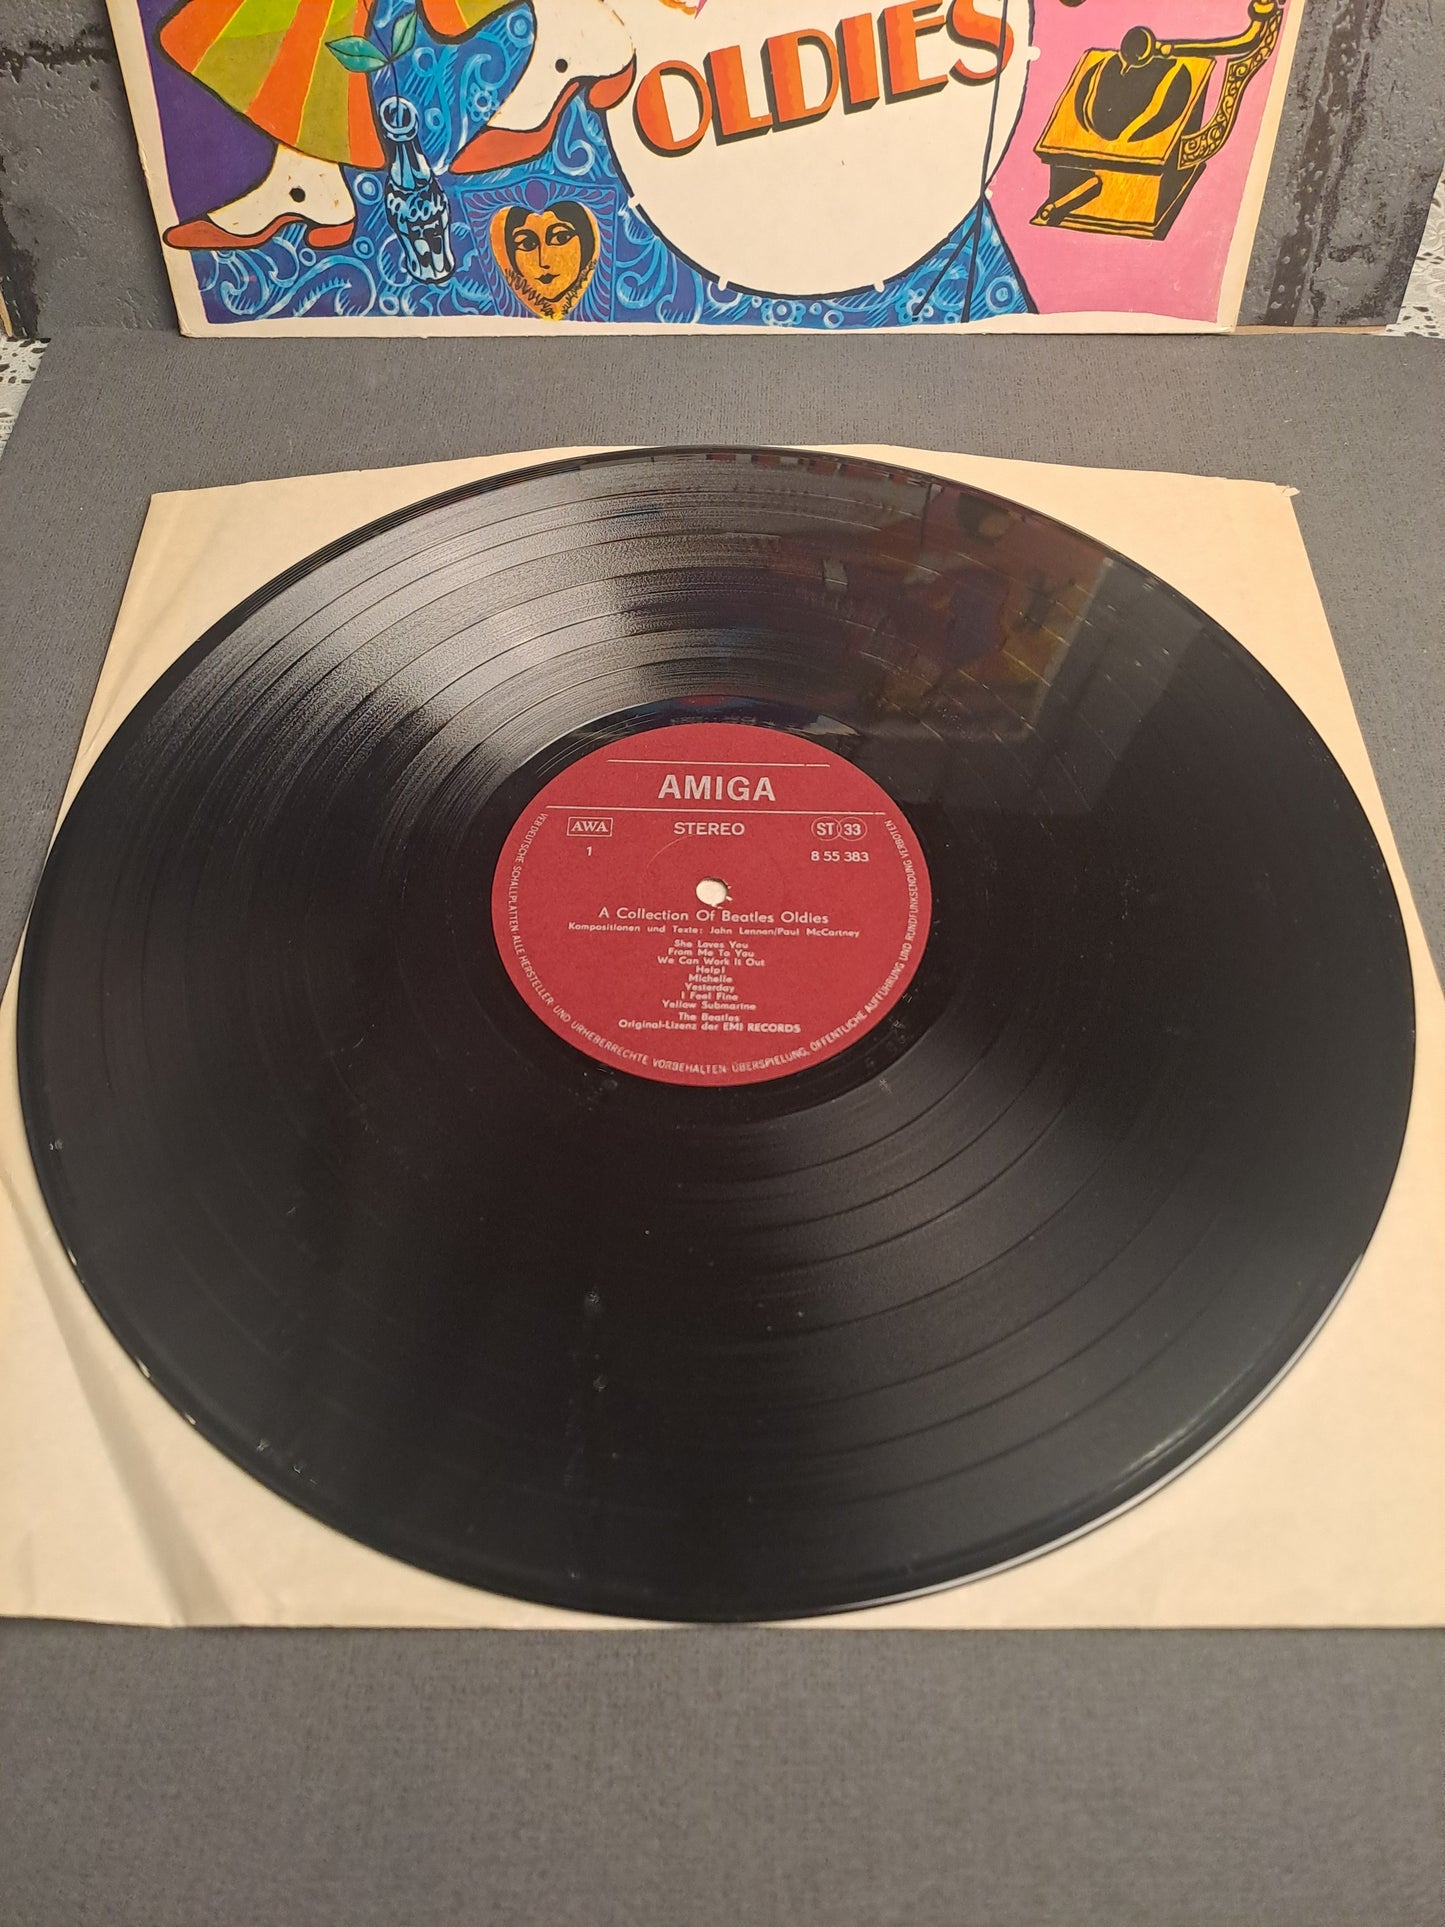 OLDIES
AMIGA
AWA
STEREO
ST 33
1
8 55 383
A Collection Of Beatles Oldies
Kompositionen und Texte: John Lennon/Paul McCartney
She Loves You
From Me To You
We Can Work It Out
Help!
Michelle
Yesterday
I Feel Fine
Yellow Submarine
The Beatles
Original-Lizenz der EMI RECORDS
VEB DEUTSCHE SCHALLPLATTEN · ALLE HERSTELLER- UND URHEBERRECHTE VORBEHALTEN · ÜBERSPIELUNG, ÖFFENTLICHE AUFFÜHRUNG UND RUNDFUNKSENDUNG VERBOTEN